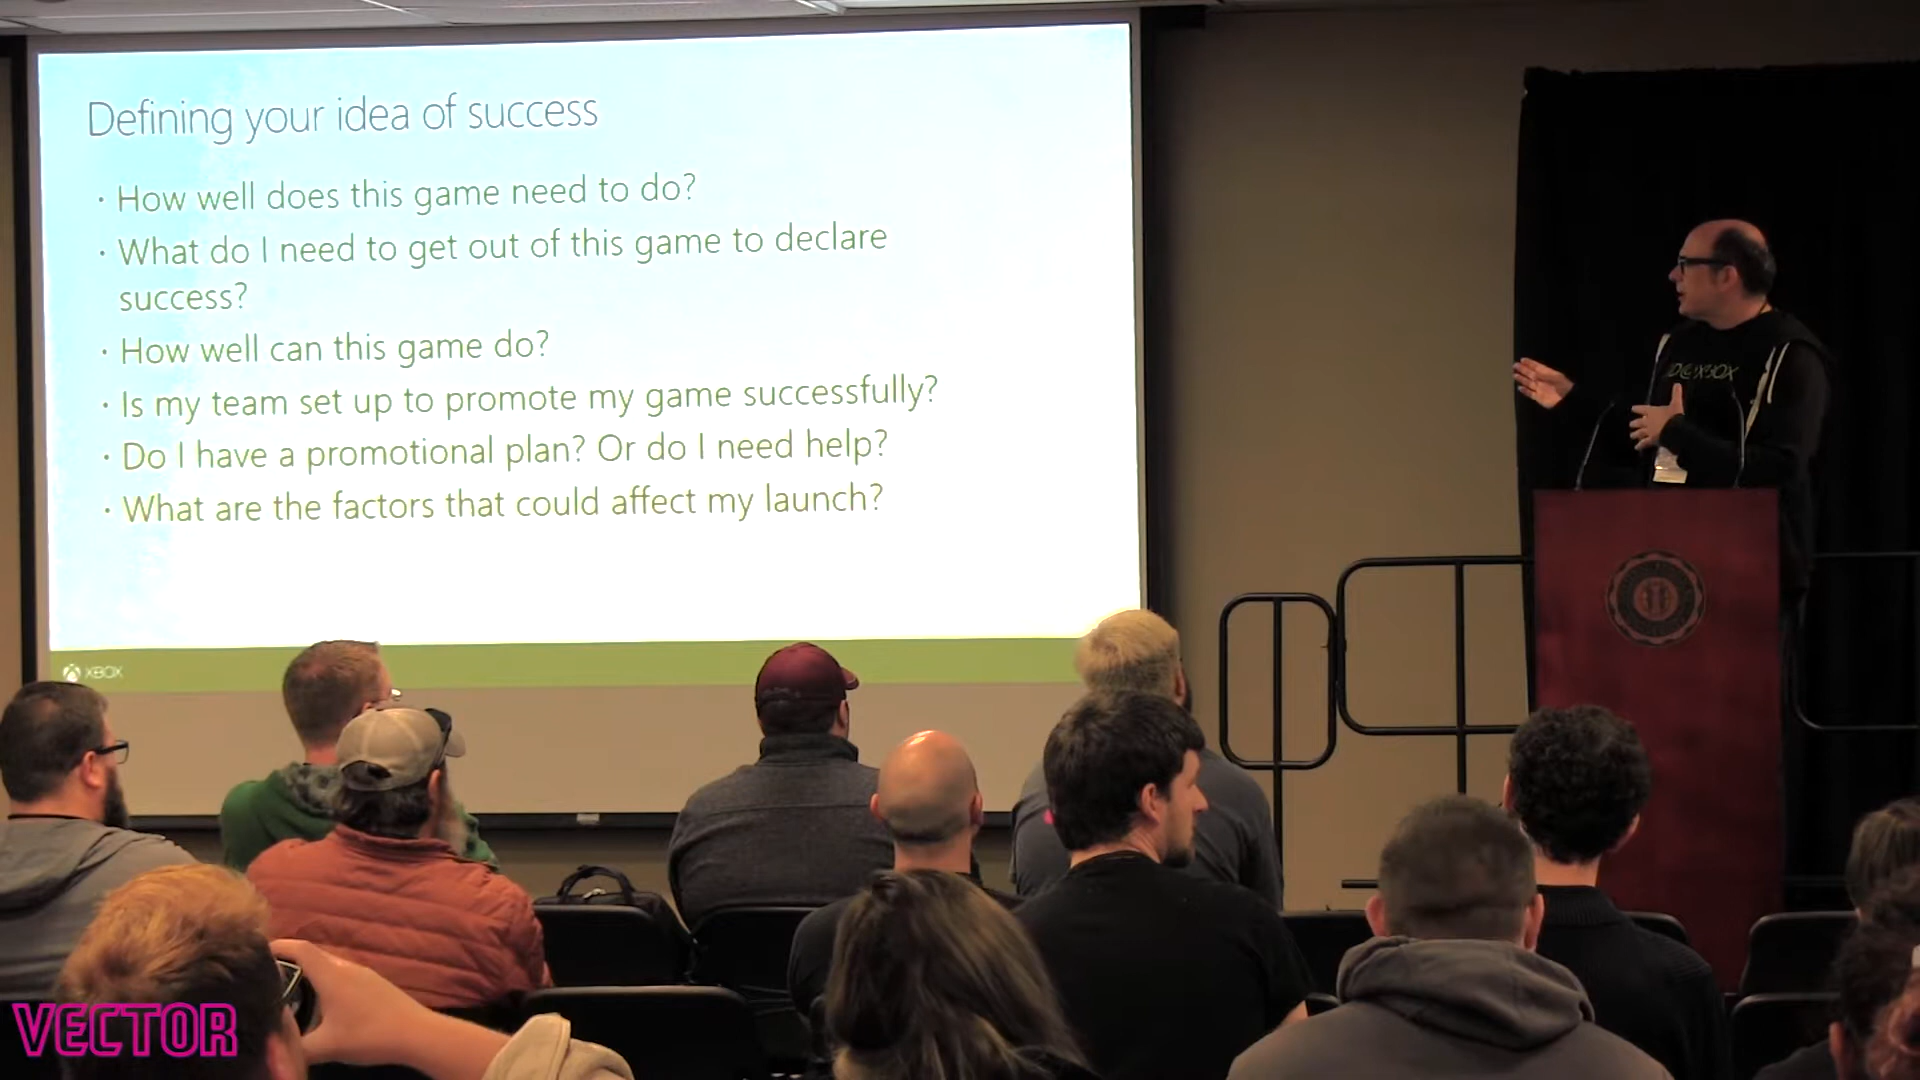 Defining your idea of success
· How well does this game need to do?
· What do I need to get out of this game to declare
success?
· How well can this game do?
· Is my team set up to promote my game successfully?
· Do I have a promotional plan? Or do I need help?
· What are the factors that could affect my launch?
XBOX
D@XBOX
VECTOR